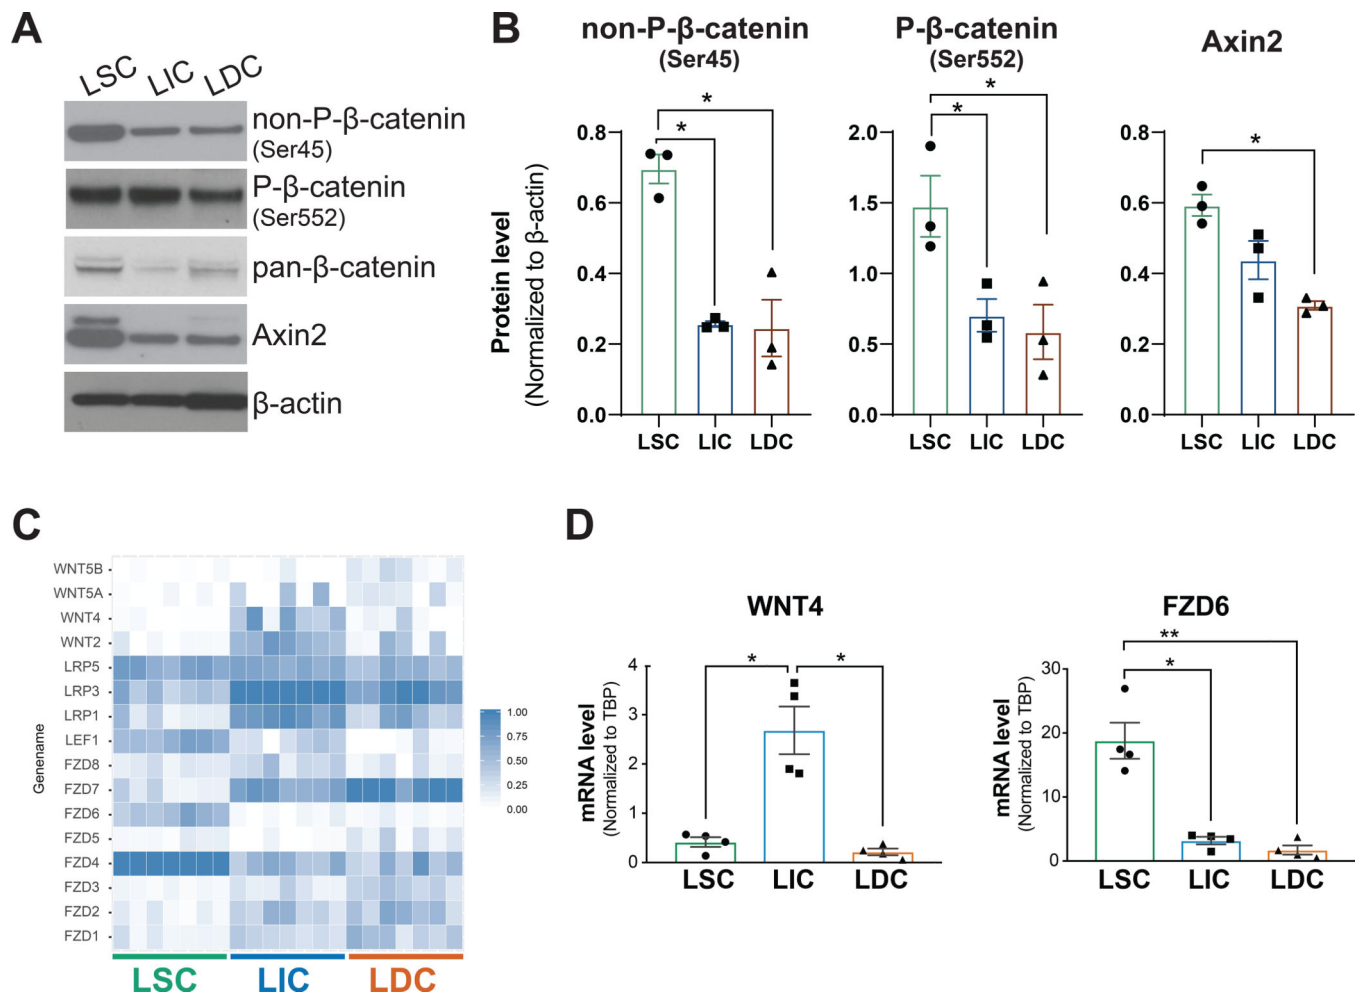 A
LSC LIC LDC
non-P-β-catenin
(Ser45)
P-β-catenin
(Ser552)
pan-β-catenin
Axin2
β-actin
B
non-P-β-catenin
(Ser45)
P-β-catenin
(Ser552)
Axin2
Protein level
(Normalized to β-actin)
* *
0.8
0.6
0.4
0.2
0.0
LSC LIC LDC
* *
2.0
1.5
1.0
0.5
0.0
LSC LIC LDC
*
0.8
0.6
0.4
0.2
0.0
LSC LIC LDC
C
Genename
WNT5B
WNT5A
WNT4
WNT2
LRP5
LRP3
LRP1
LEF1
FZD8
FZD7
FZD6
FZD5
FZD4
FZD3
FZD2
FZD1
1.00
0.75
0.50
0.25
0.00
LSC LIC LDC
D
WNT4
mRNA level
(Normalized to TBP)
* *
4
3
2
1
0
LSC LIC LDC
FZD6
mRNA level
(Normalized to TBP)
**
*
30
20
10
0
LSC LIC LDC